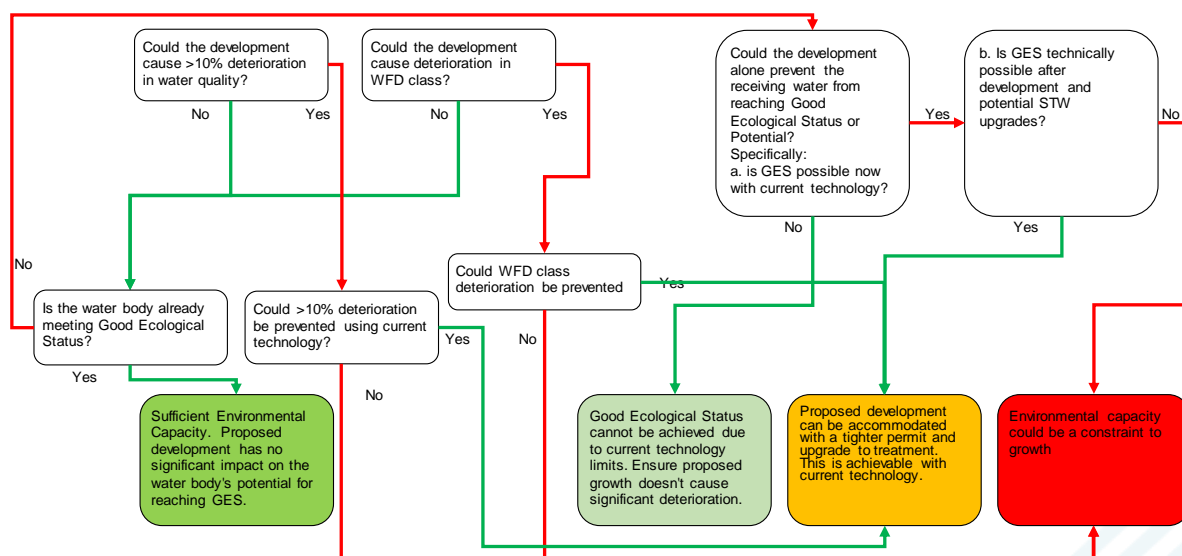 Could the development
cause >10% deterioration
in water quality?
Could the development
cause deterioration in
WFD class?
Could the development
alone prevent the
receiving water from
reaching Good
Ecological Status or
Potential?
Specifically:
a. is GES possible now
with current technology?
b. Is GES technically
possible after
development and
potential STW
upgrades?
No
Yes
No
Yes
Yes
No
No
Yes
No
Could WFD class
deterioration be prevented
Yes
Is the water body already
meeting Good Ecological
Status?
Could >10% deterioration
be prevented using current
technology?
Yes
No
Yes
No
Sufficient Environmental
Capacity. Proposed
development has no
significant impact on the
water body's potential for
reaching GES.
Good Ecological Status
cannot be achieved due
to current technology
limits. Ensure proposed
growth doesn't cause
significant deterioration.
Proposed development
can be accommodated
with a tighter permit and
upgrade to treatment.
This is achievable with
current technology.
Environmental capacity
could be a constraint to
growth